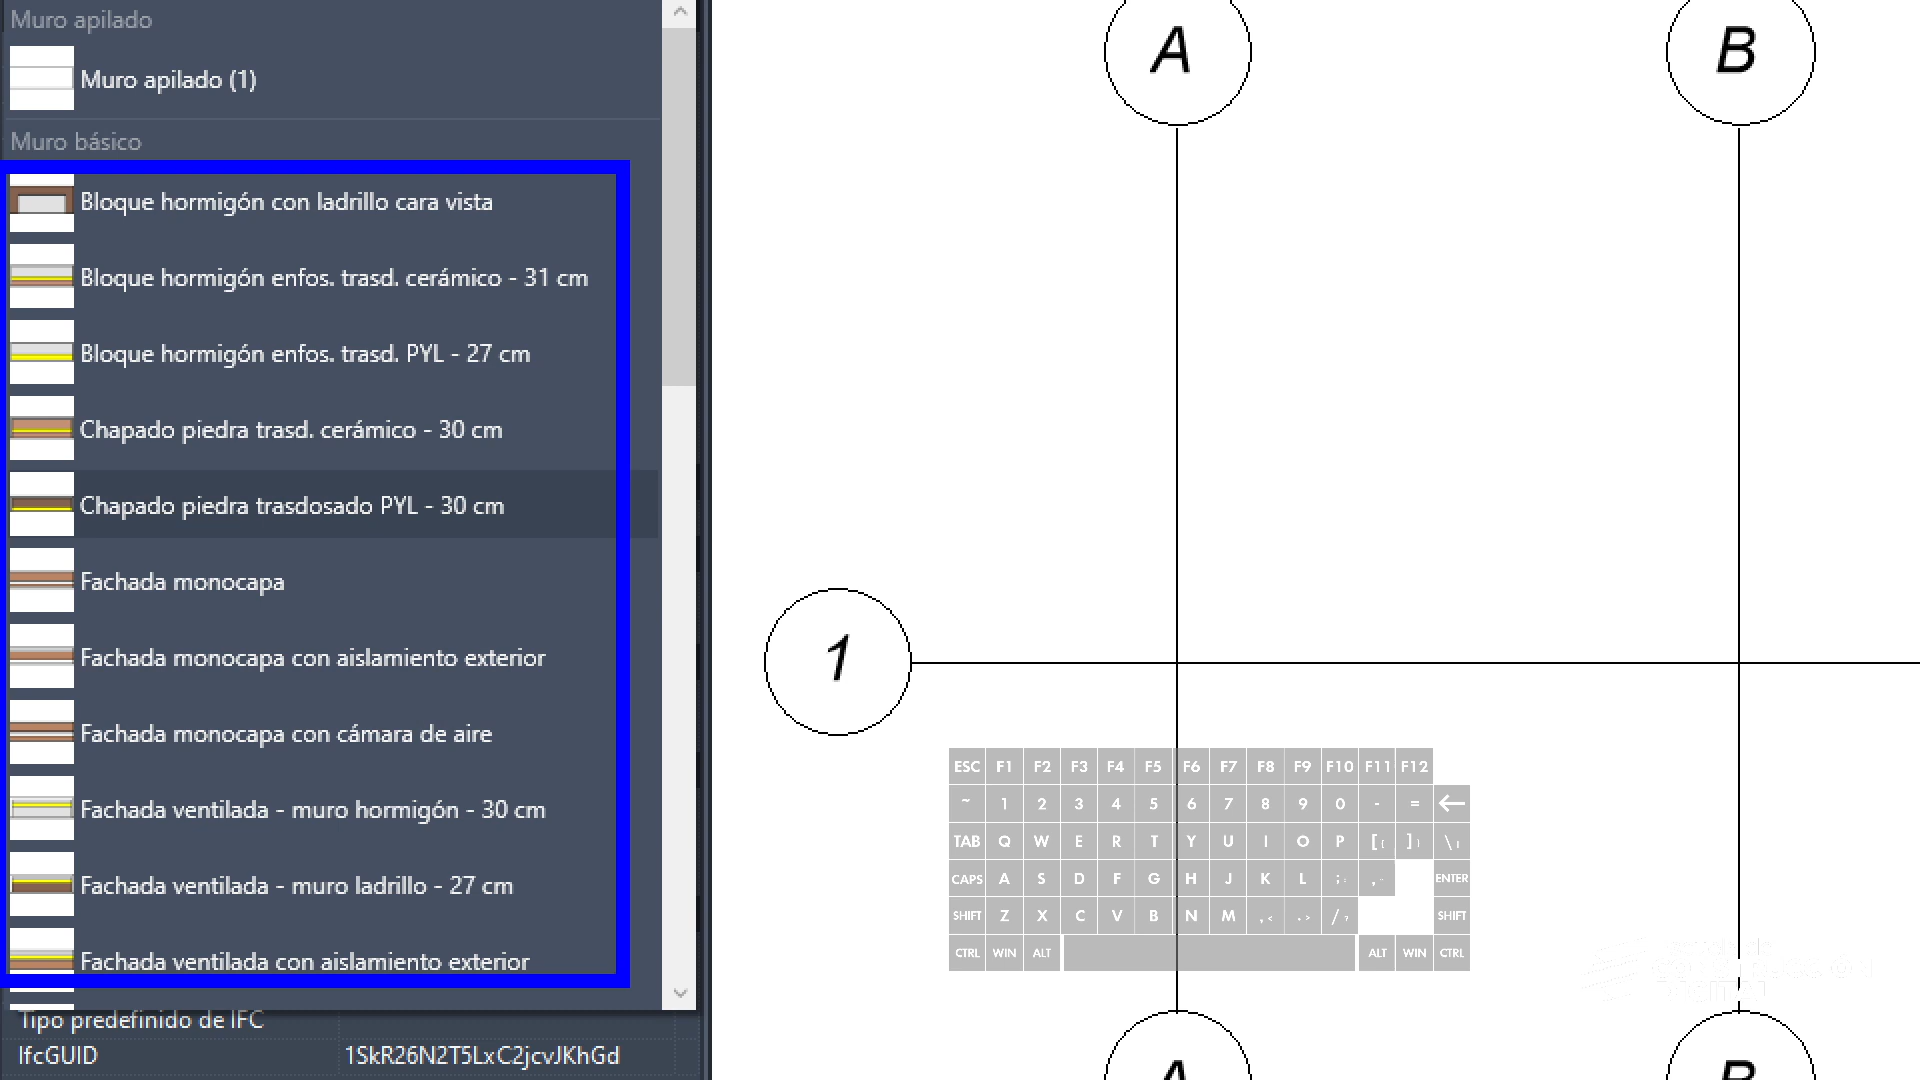 Muro apilado
Muro apilado (1)
Muro básico
Bloque hormigón con ladrillo cara vista
Bloque hormigón enfos. trasd. cerámico - 31 cm
Bloque hormigón enfos. trasd. PYL - 27 cm
Chapado piedra trasd. cerámico - 30 cm
Chapado piedra trasdosado PYL - 30 cm
Fachada monocapa
Fachada monocapa con aislamiento exterior
Fachada monocapa con cámara de aire
Fachada ventilada - muro hormigón - 30 cm
Fachada ventilada - muro ladrillo - 27 cm
Fachada ventilada con aislamiento exterior
Tipo predefinido de IFC
IfcGUID 1SkR26N2T5LxC2jcvJKhGd
A B
1
ESC F1 F2 F3 F4 F5 F6 F7 F8 F9 F10 F11 F12
~ 1 2 3 4 5 6 7 8 9 0 - =
TAB Q W E R T Y U I O P [ ] \
CAPS A S D F G H J K L ; ENTER
SHIFT Z X C V B N M , < . > / ? SHIFT
CTRL WIN ALT ALT WIN CTRL
A B